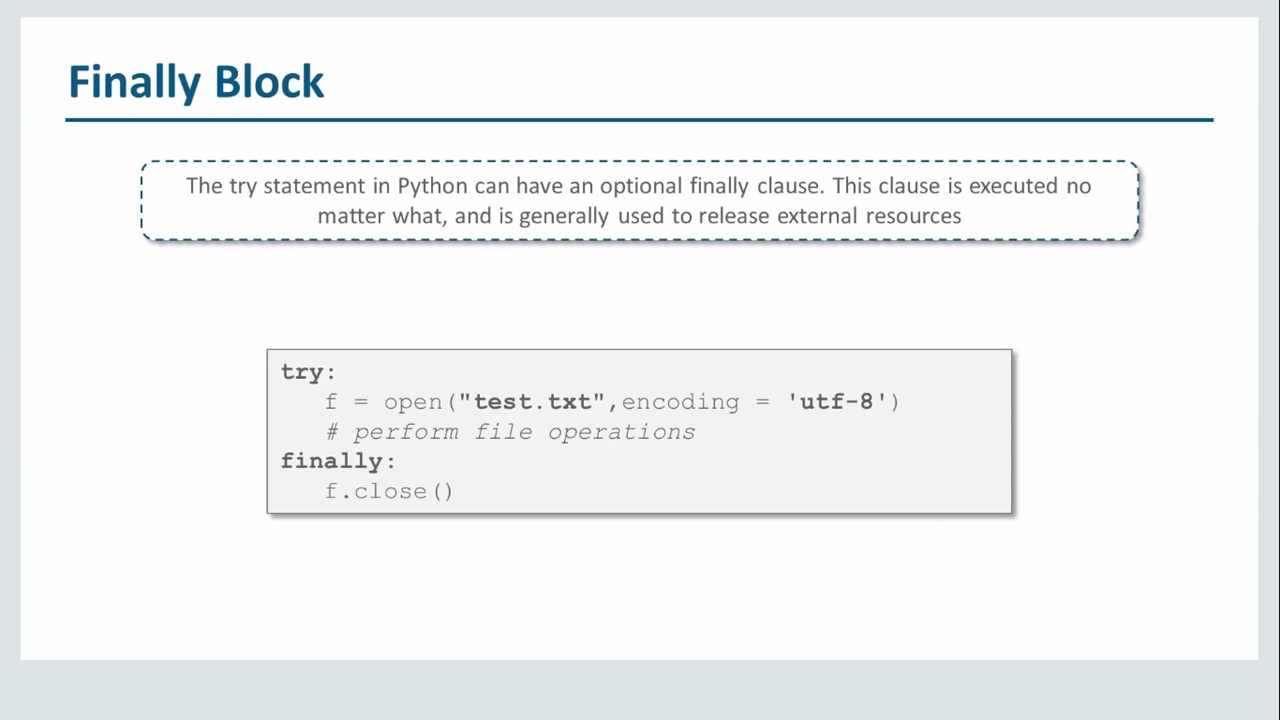 Finally Block
The try statement in Python can have an optional finally clause. This clause is executed no
matter what, and is generally used to release external resources
try:
   f = open("test.txt",encoding = 'utf-8')
   # perform file operations
finally:
   f.close()